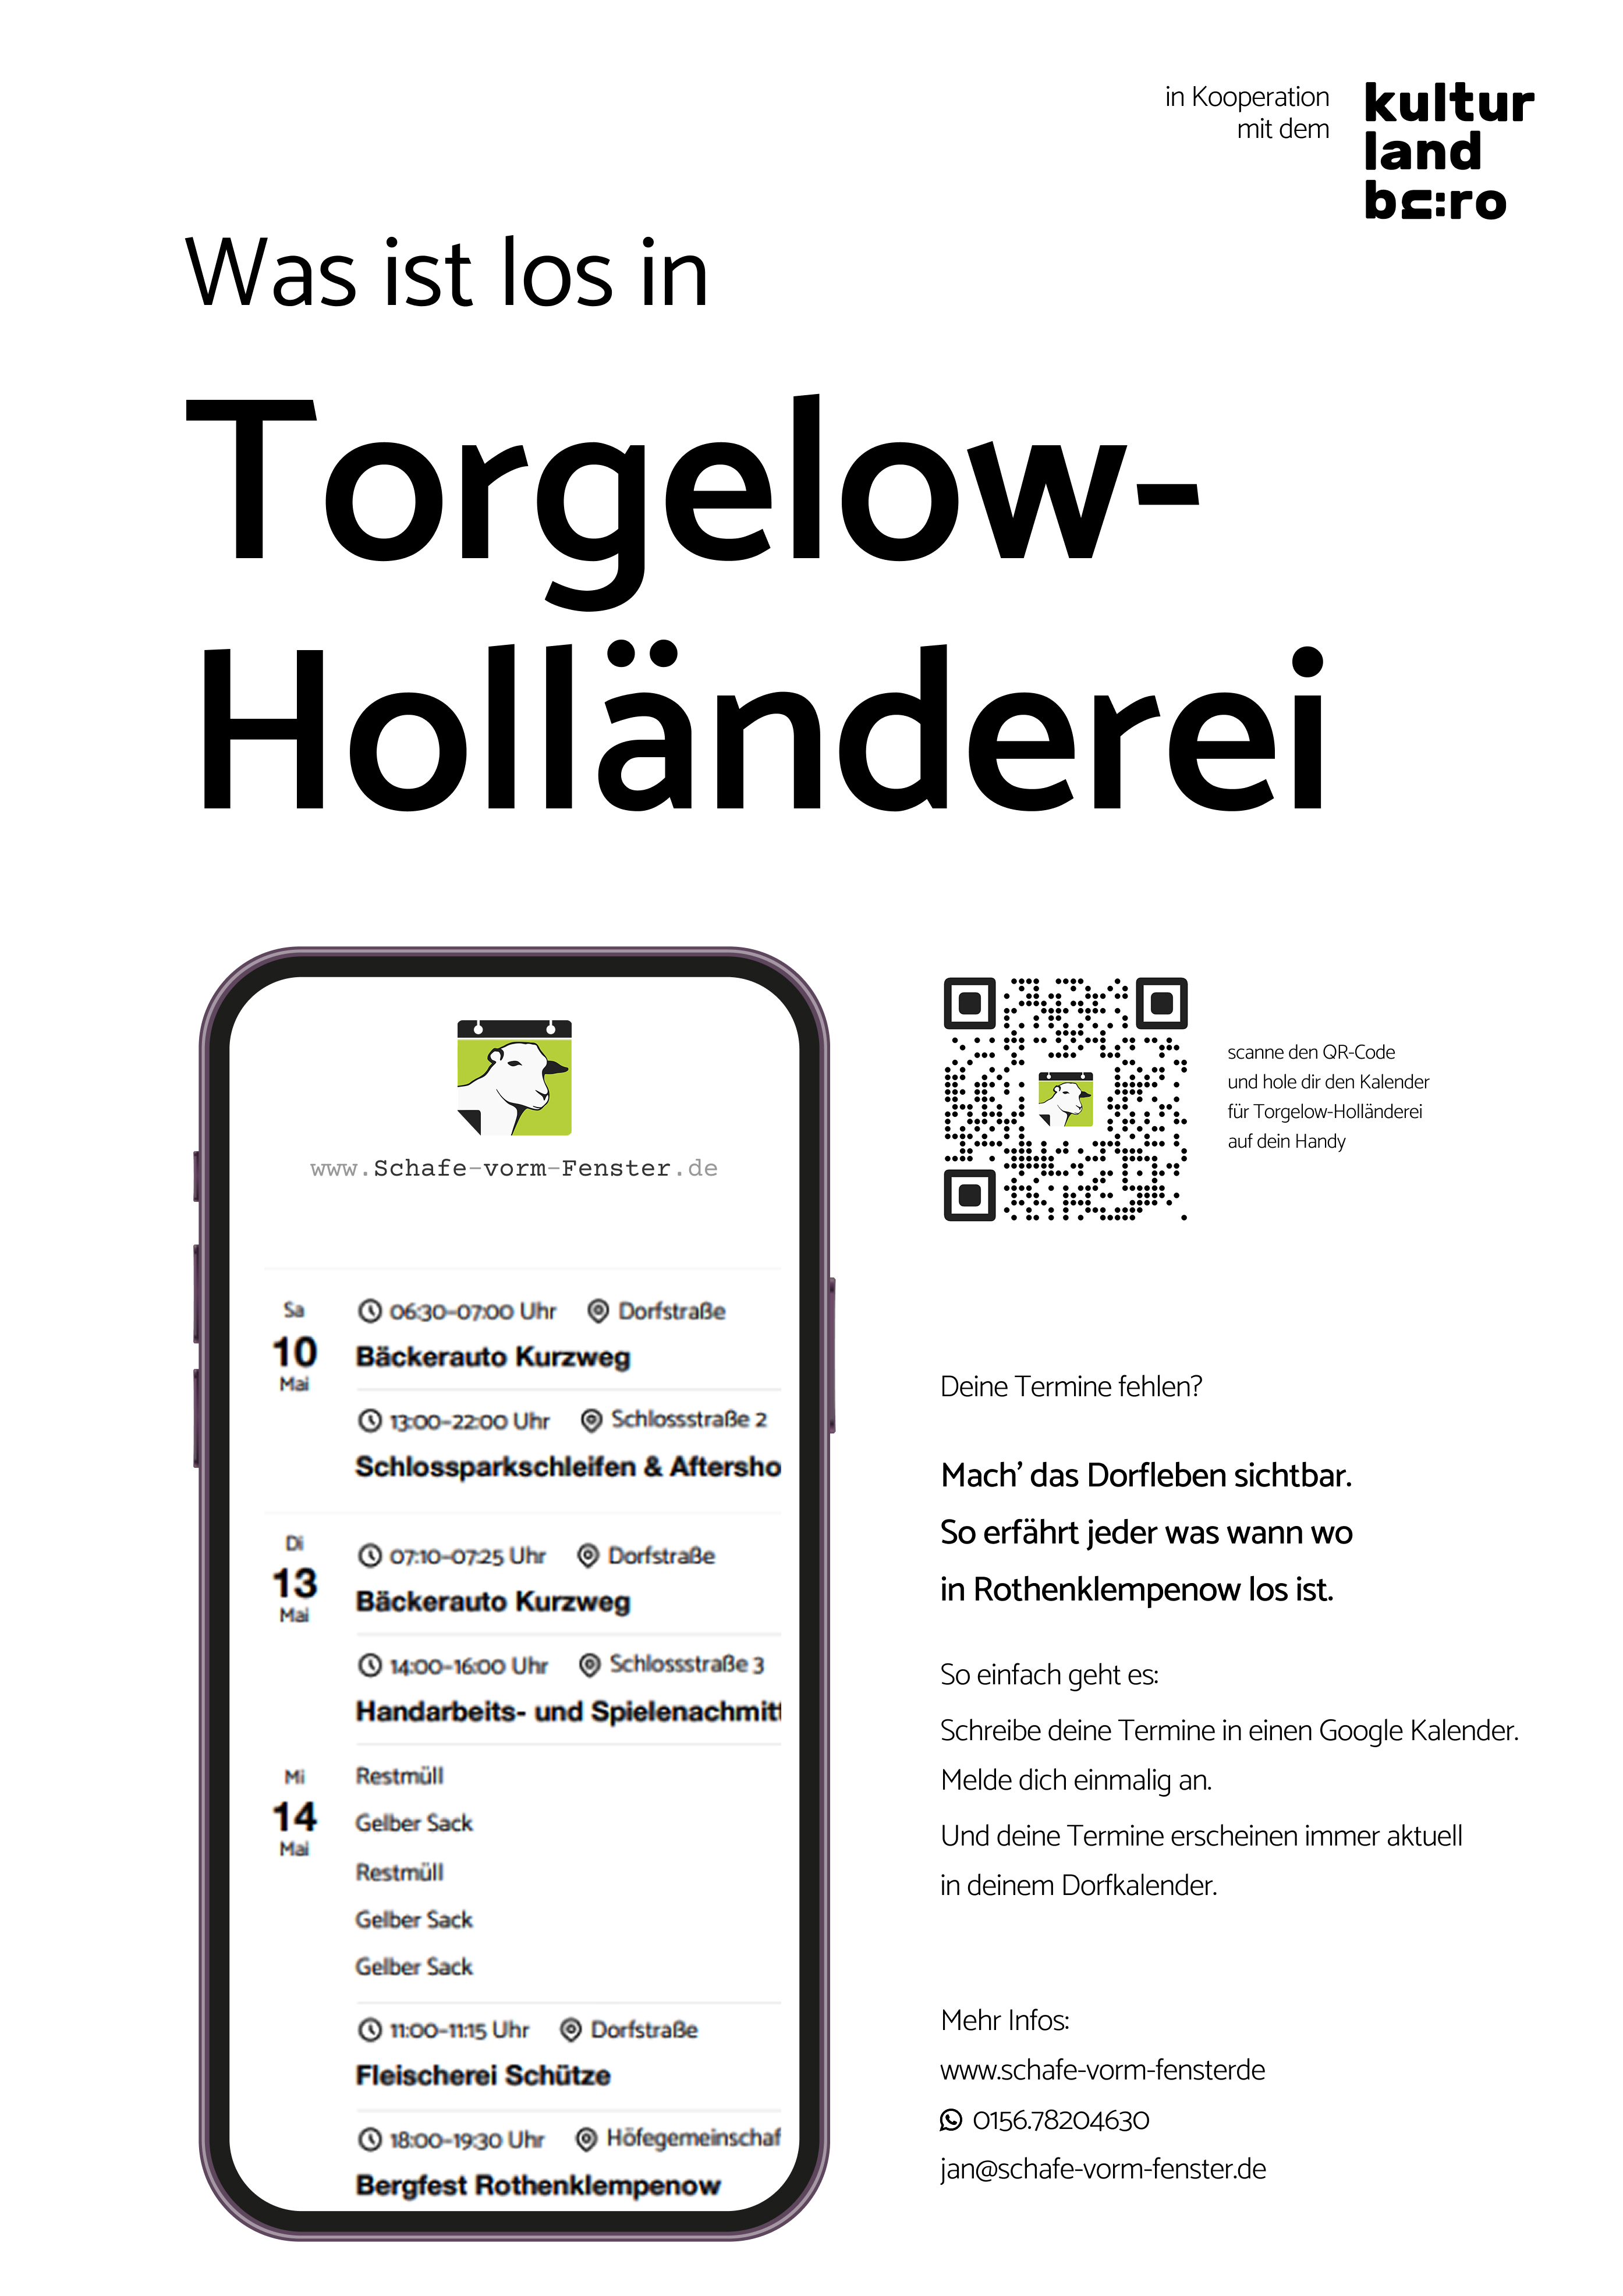 in Kooperation
mit dem
kultur
land
bü:ro
Was ist los in
Torgelow-
Holländerei
www.Schafe-vorm-Fenster.de
Sa
10
Mai
06:30–07:00 Uhr Dorfstraße
Bäckerauto Kurzweg
13:00–22:00 Uhr Schlossstraße 2
Schlossparkschleifen & Aftersho
Di
13
Mai
07:10–07:25 Uhr Dorfstraße
Bäckerauto Kurzweg
14:00–16:00 Uhr Schlossstraße 3
Handarbeits- und Spielenachmitt
Mi
14
Mai
Restmüll
Gelber Sack
Restmüll
Gelber Sack
Gelber Sack
11:00–11:15 Uhr Dorfstraße
Fleischerei Schütze
18:00–19:30 Uhr Höfegemeinschaf
Bergfest Rothenklempenow
scanne den QR-Code
und hole dir den Kalender
für Torgelow-Holländerei
auf dein Handy
Deine Termine fehlen?
Mach’ das Dorfleben sichtbar.
So erfährt jeder was wann wo
in Rothenklempenow los ist.
So einfach geht es:
Schreibe deine Termine in einen Google Kalender.
Melde dich einmalig an.
Und deine Termine erscheinen immer aktuell
in deinem Dorfkalender.
Mehr Infos:
www.schafe-vorm-fensterde
0156.78204630
jan@schafe-vorm-fenster.de